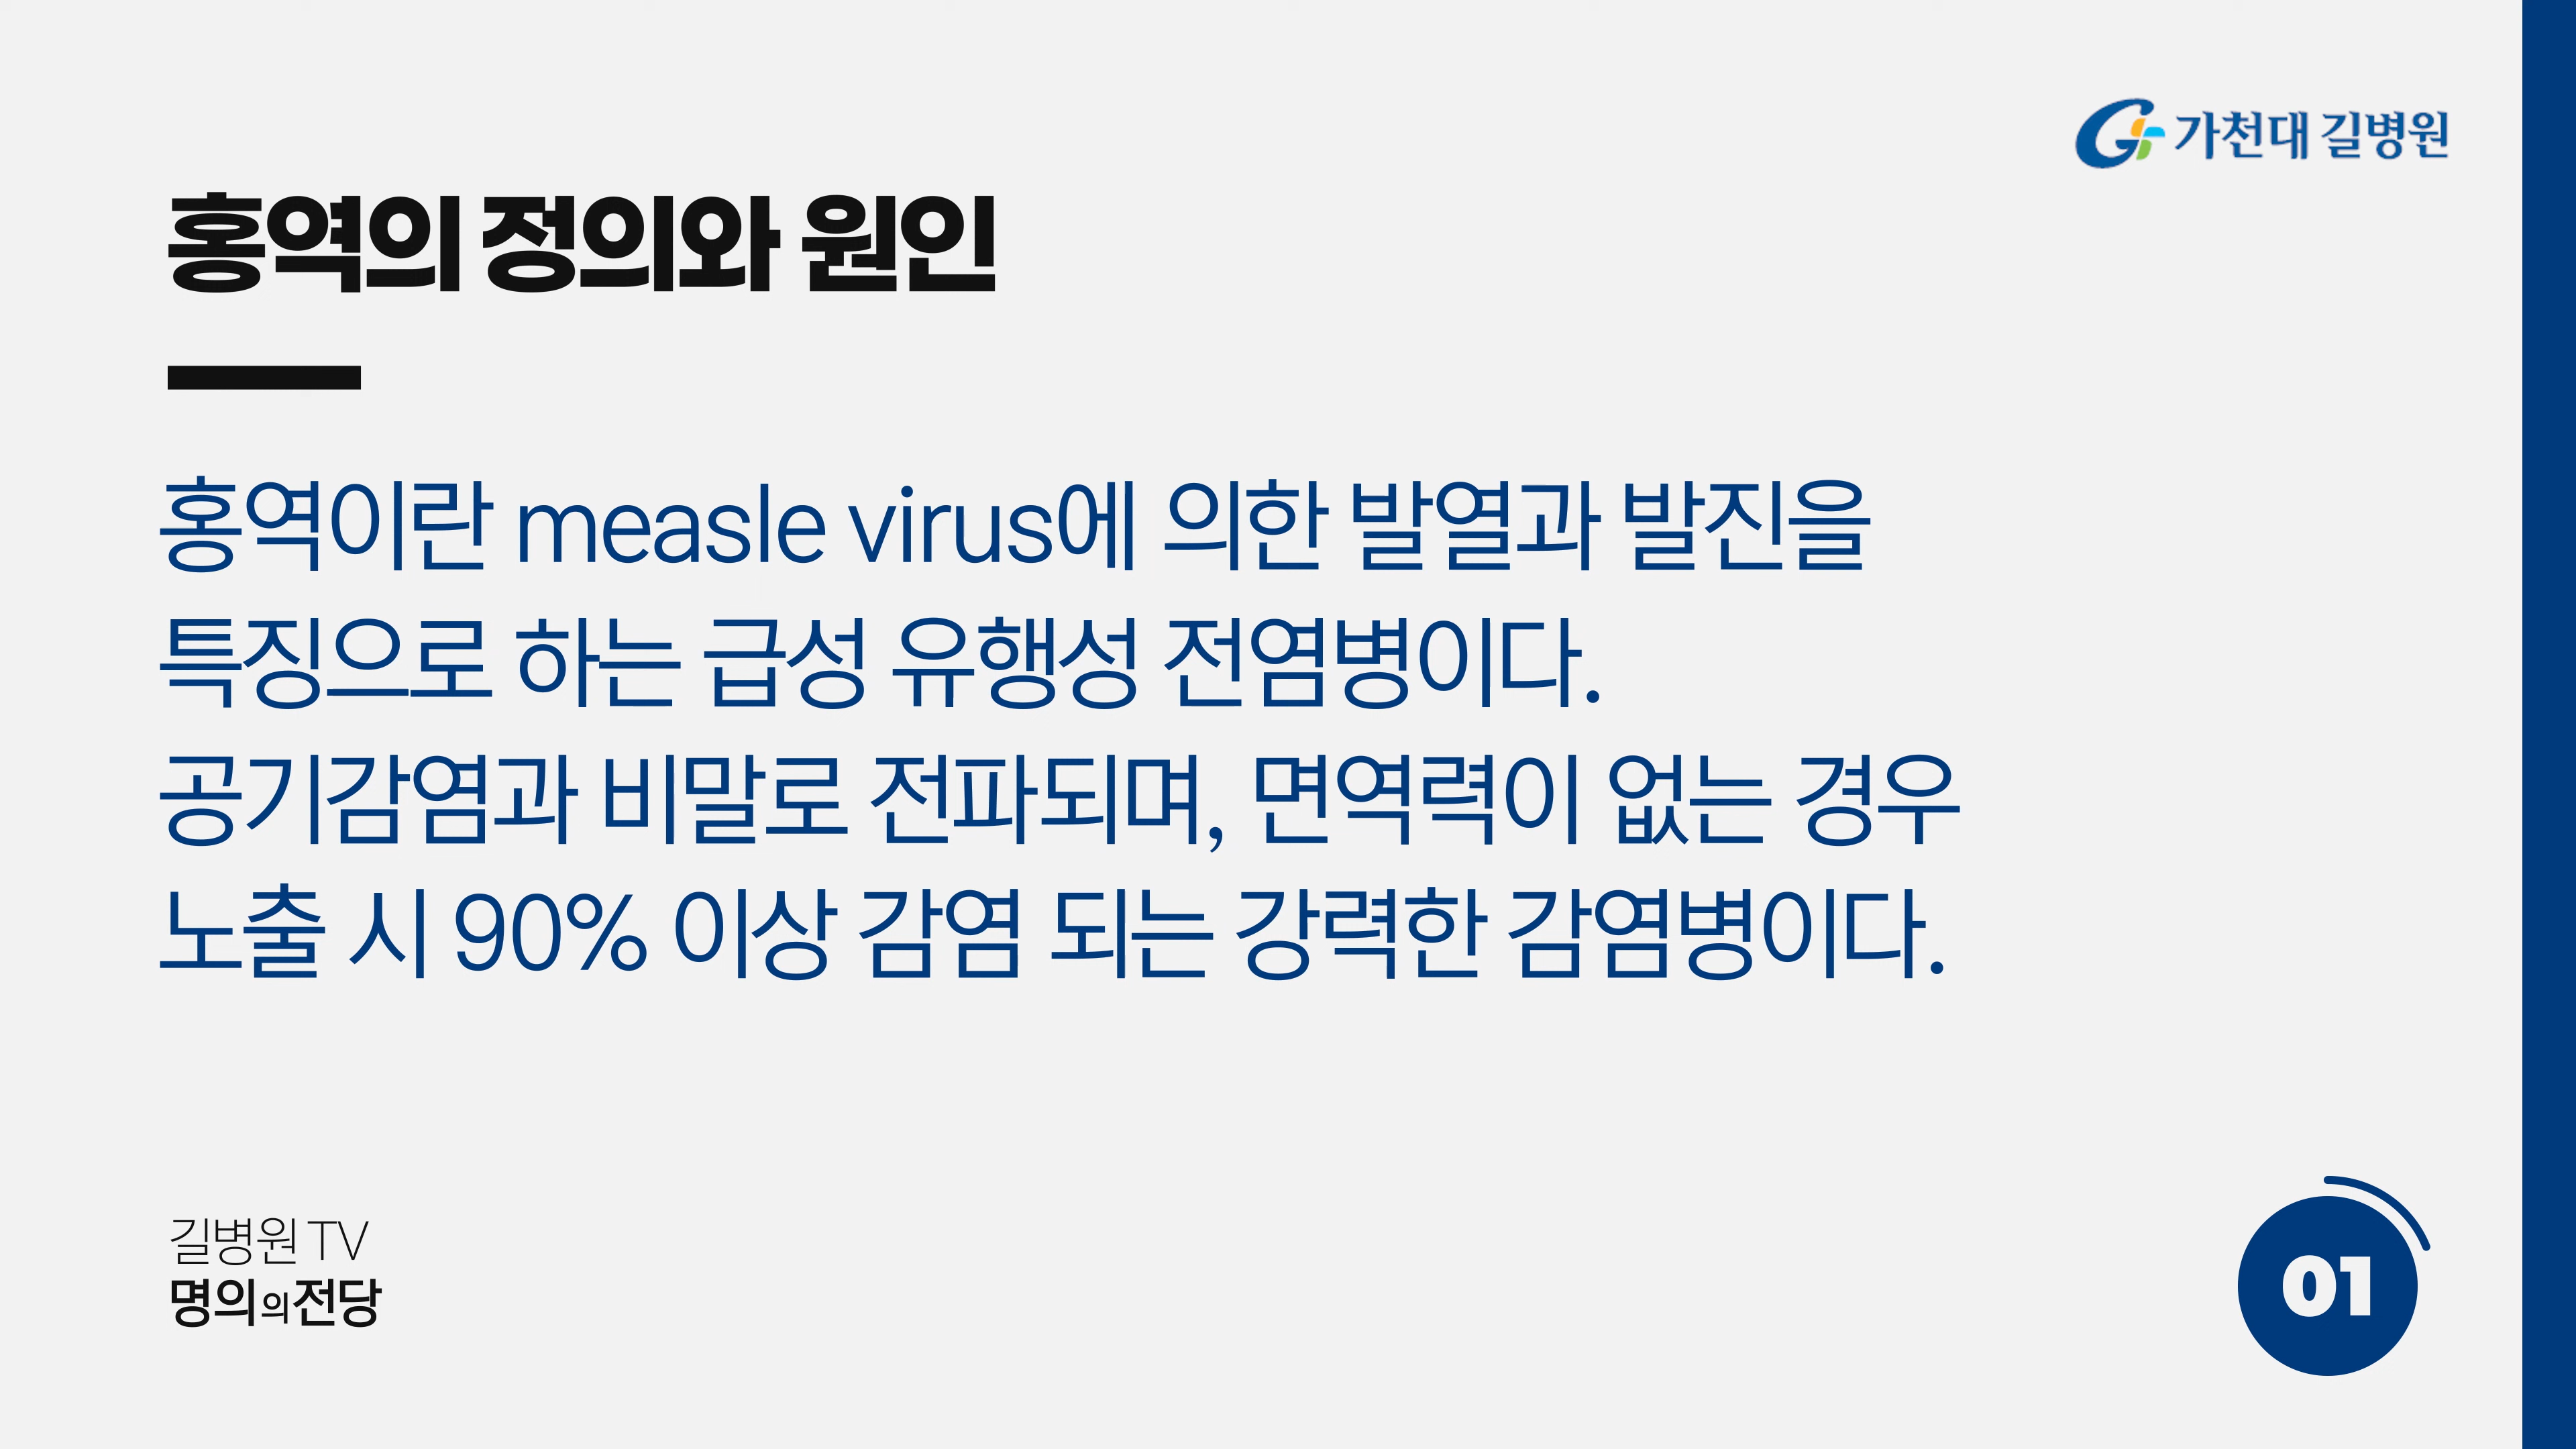 가천대 길병원
홍역의 정의와 원인
홍역이란 measle virus에 의한 발열과 발진을
특징으로 하는 급성 유행성 전염병이다.
공기감염과 비말로 전파되며, 면역력이 없는 경우
노출 시 90% 이상 감염 되는 강력한 감염병이다.
길병원 TV
명의의전당
01